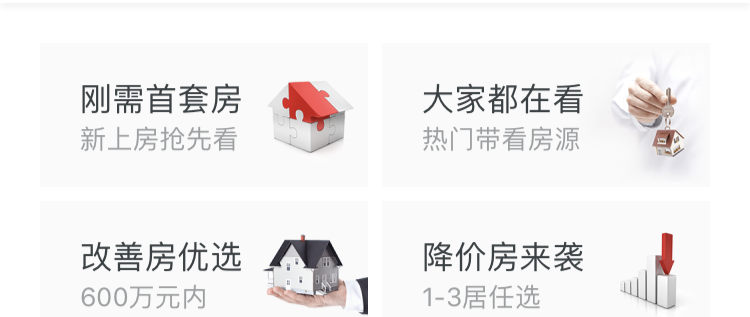 刚需首套房
新上房抢先看
大家都在看
热门带看房源
改善房优选
600万元内
降价房来袭
1-3居任选